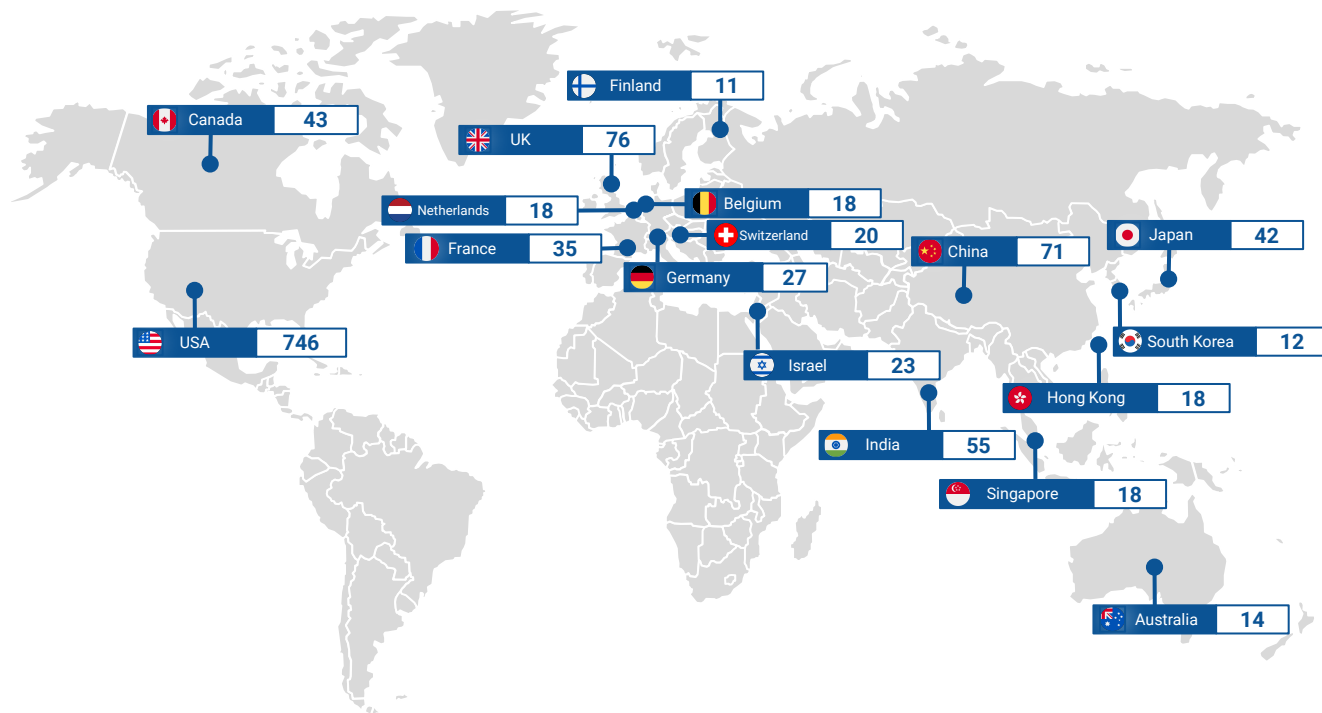 Finland 11
Canada 43
UK 76
Netherlands 18
Belgium 18
France 35
Switzerland 20
China 71
Japan 42
Germany 27
USA 746
Israel 23
South Korea 12
Hong Kong 18
India 55
Singapore 18
Australia 14